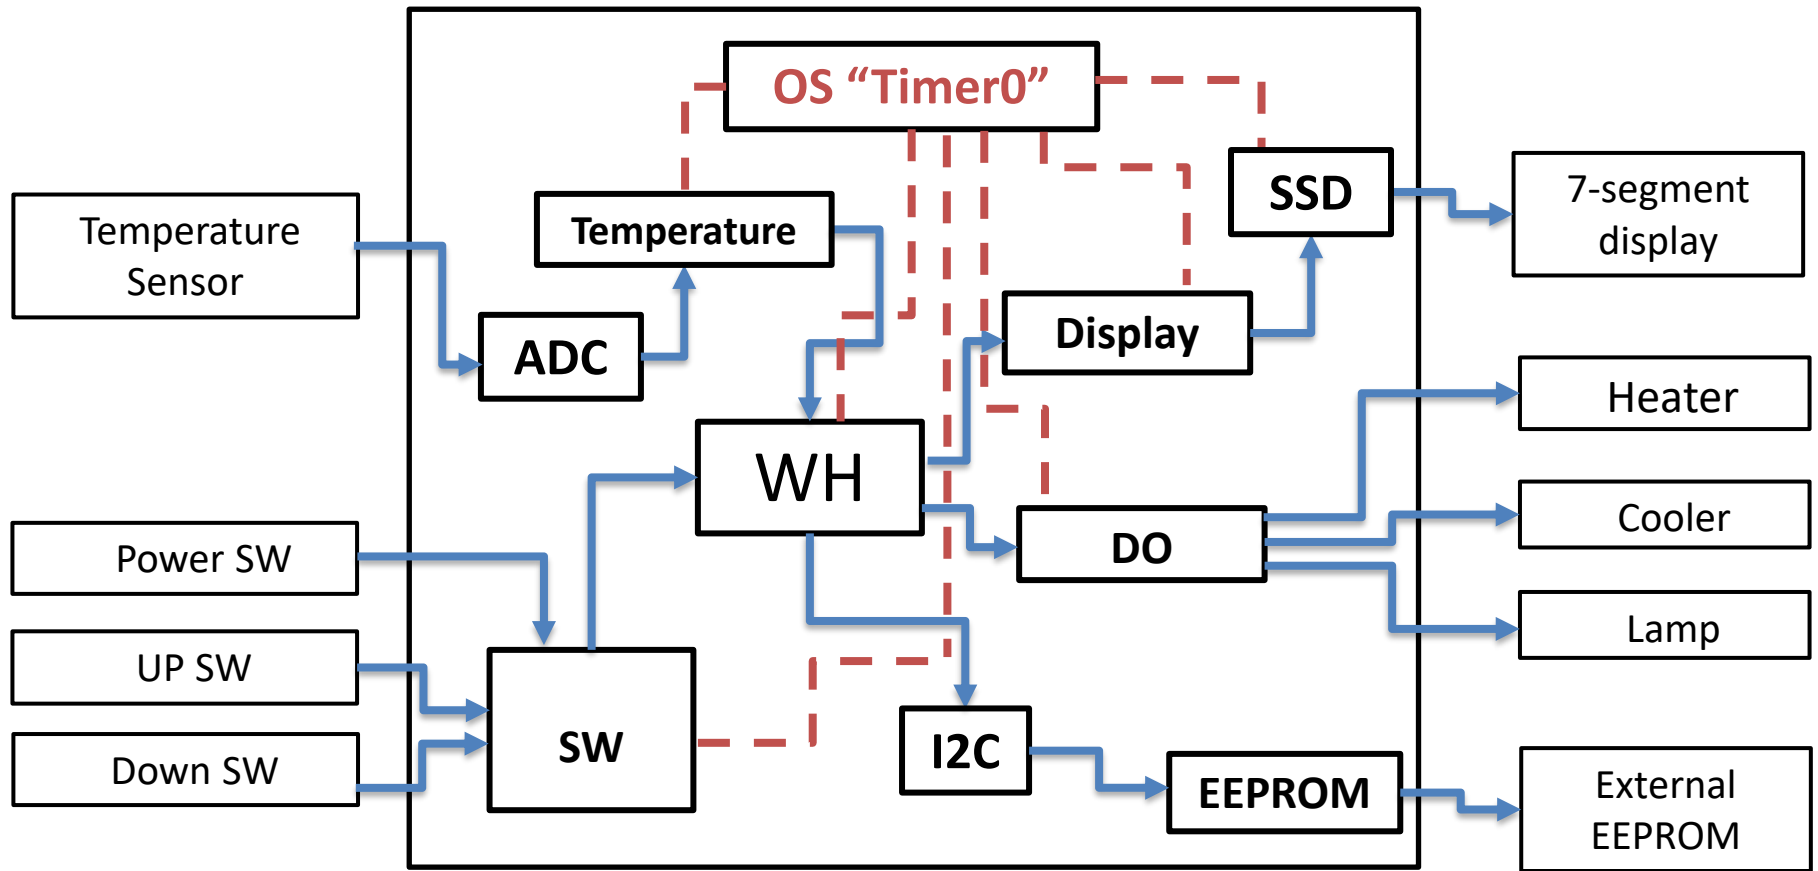 OS “Timer0”
Temperature
Sensor
Temperature
SSD
7-segment
display
ADC
Display
Heater
WH
Cooler
Power SW
DO
Lamp
UP SW
SW
Down SW
I2C
EEPROM
External
EEPROM